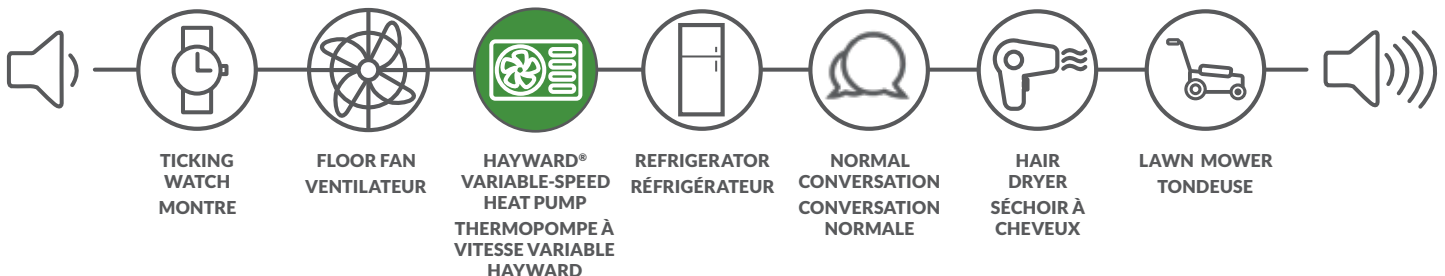 TICKING
WATCH
MONTRE
FLOOR FAN
VENTILATEUR
HAYWARD®
VARIABLE-SPEED
HEAT PUMP
THERMOPOMPE À
VITESSE VARIABLE
HAYWARD
REFRIGERATOR
RÉFRIGÉRATEUR
NORMAL
CONVERSATION
CONVERSATION
NORMALE
HAIR
DRYER
SÉCHOIR À
CHEVEUX
LAWN MOWER
TONDEUSE